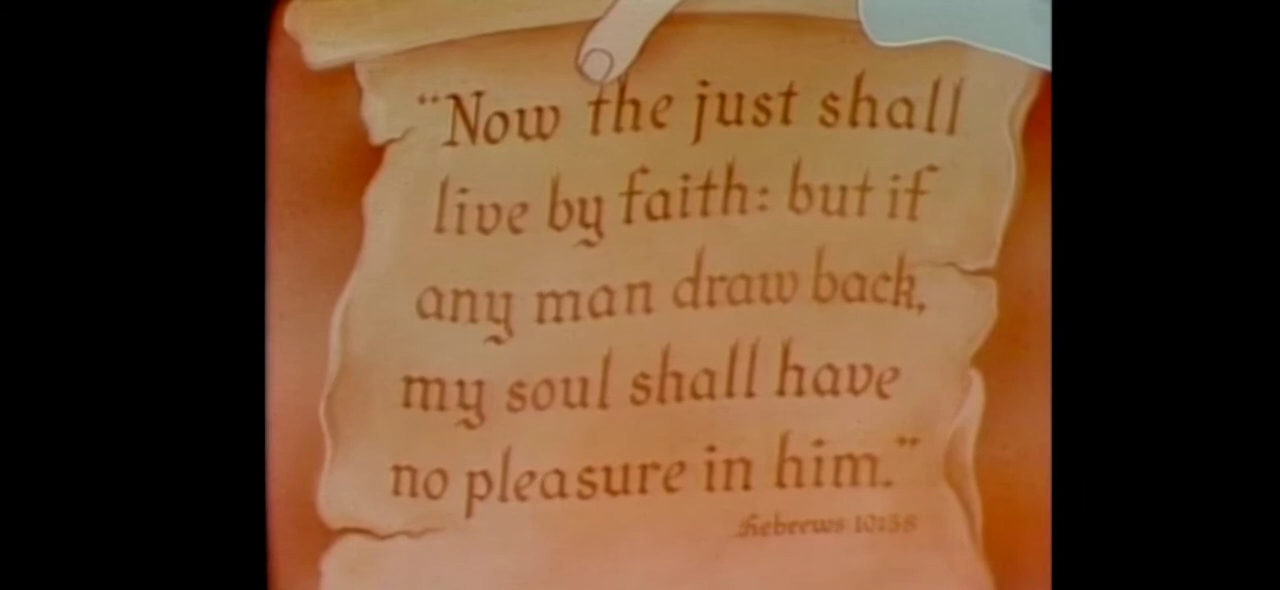 “Now the just shall
live by faith: but if
any man draw back,
my soul shall have
no pleasure in him.”
Hebrews 10:38